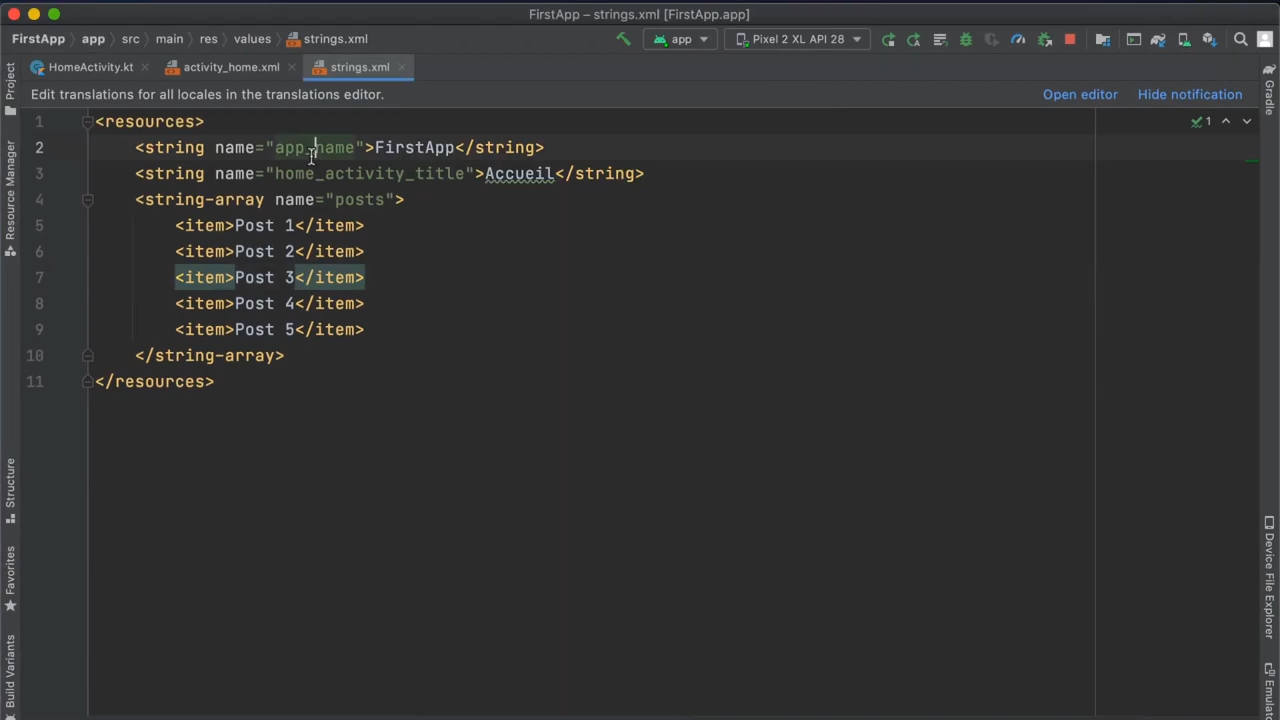 FirstApp – strings.xml [FirstApp.app]
FirstApp app src main res values strings.xml app Pixel 2 XL API 28
HomeActivity.kt activity_home.xml strings.xml
Edit translations for all locales in the translations editor. Open editor Hide notification
1 <resources> 1
2 <string name="app_name">FirstApp</string>
3 <string name="home_activity_title">Accueil</string>
4 <string-array name="posts">
5 <item>Post 1</item>
6 <item>Post 2</item>
7 <item>Post 3</item>
8 <item>Post 4</item>
9 <item>Post 5</item>
10 </string-array>
11 </resources>
Project
Resource Manager
Structure
Favorites
Build Variants
Gradle
Device File Explorer